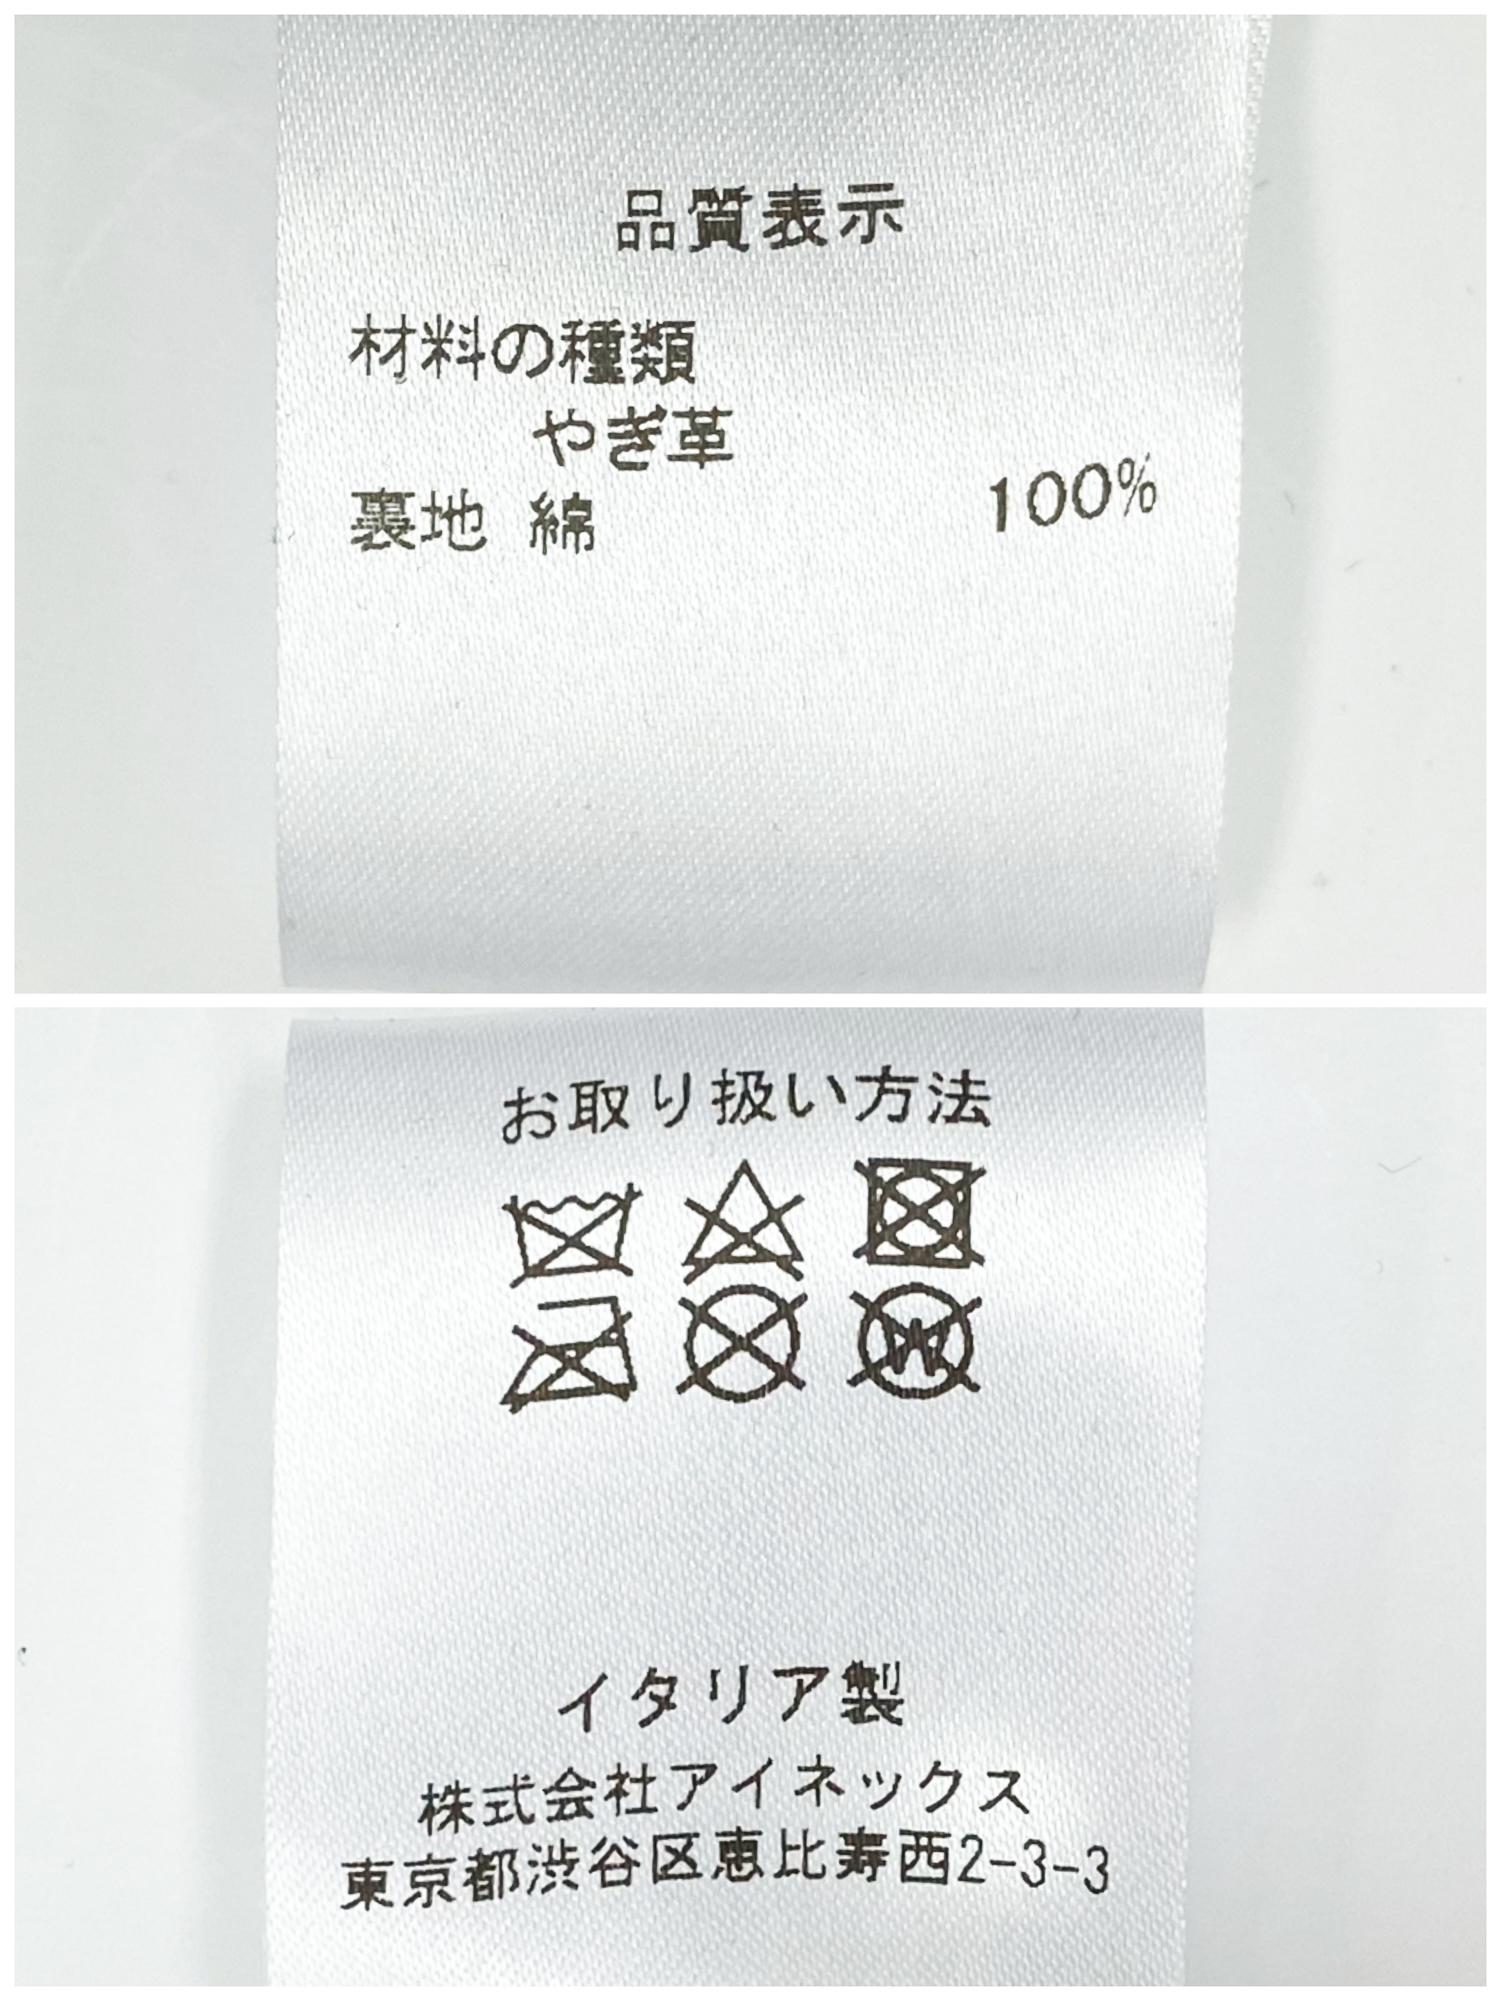 品質表示
材料の種類
やぎ革
裏地 綿 100%
お取り扱い方法
W
イタリア製
株式会社アイネックス
東京都渋谷区恵比寿西2-3-3